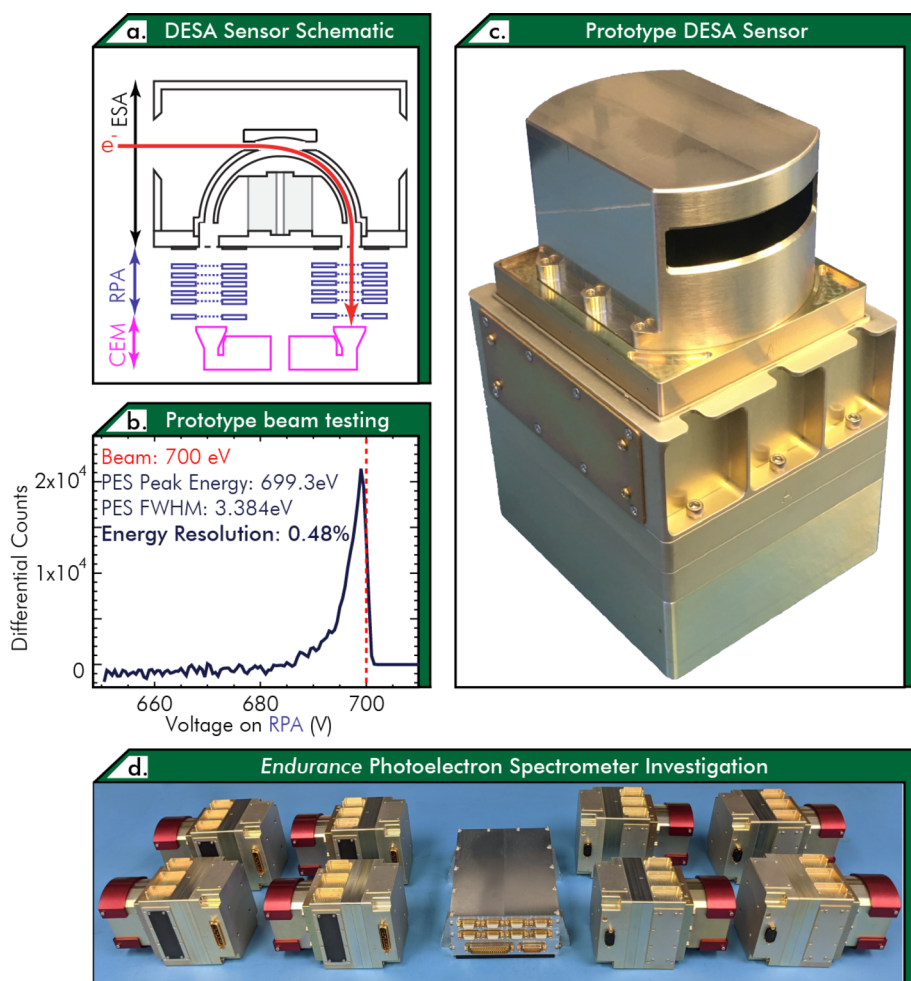 a. DESA Sensor Schematic
ESA
e-
RPA
CEM
b. Prototype beam testing
Beam: 700 eV
PES Peak Energy: 699.3eV
PES FWHM: 3.384eV
Energy Resolution: 0.48%
Differential Counts
2x10⁴
1x10⁴
0
660 680 700
Voltage on RPA (V)
c. Prototype DESA Sensor
d. Endurance Photoelectron Spectrometer Investigation